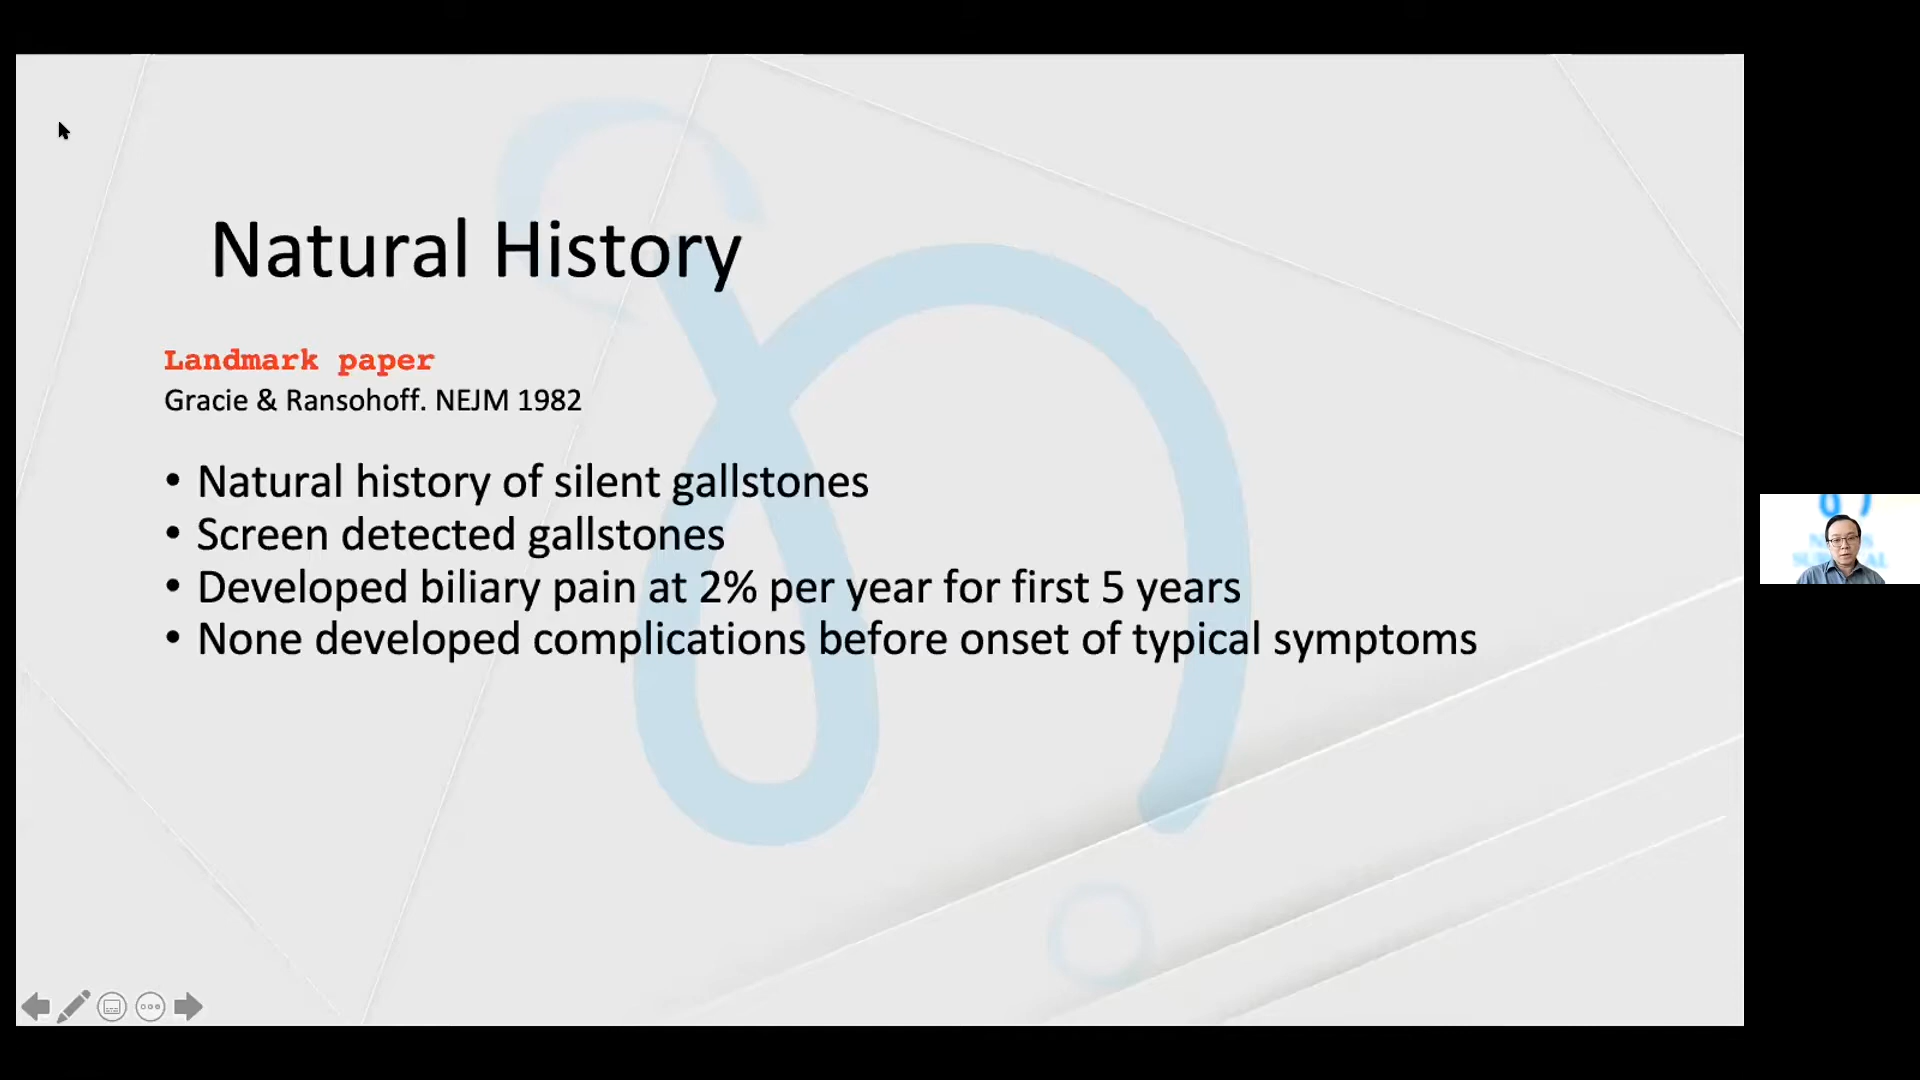 Natural History
Landmark paper
Gracie & Ransohoff. NEJM 1982
• Natural history of silent gallstones
• Screen detected gallstones
• Developed biliary pain at 2% per year for first 5 years
• None developed complications before onset of typical symptoms